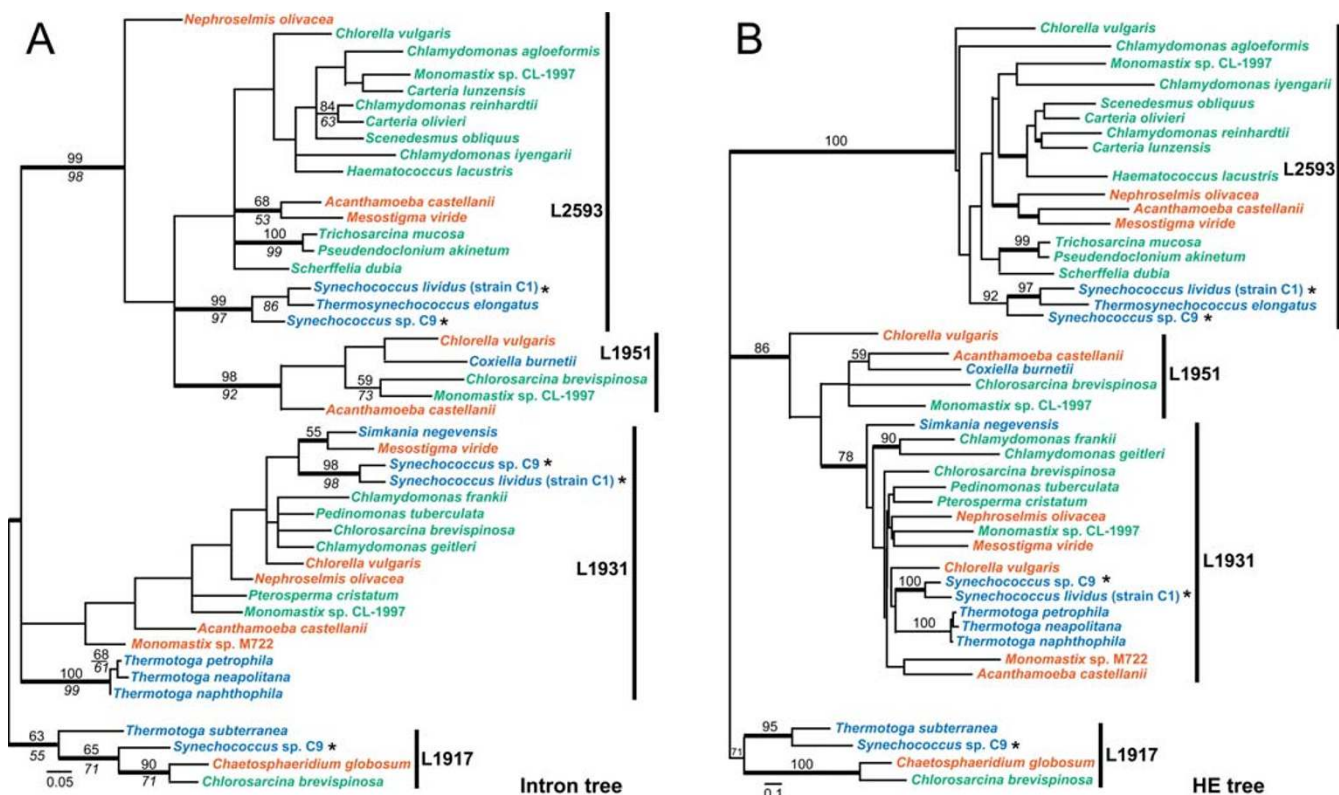 A
Nephroselmis olivacea
Chlorella vulgaris
Chlamydomonas agloeformis
Monomastix sp. CL-1997
Carteria lunzensis
84
Chlamydomonas reinhardtii
63
Carteria olivieri
Scenedesmus obliquus
99
98
Chlamydomonas iyengarii
Haematococcus lacustris
L2593
68
Acanthamoeba castellanii
53
Mesostigma viride
100
Trichosarcina mucosa
99
Pseudendoclonium akinetum
Scherffelia dubia
99
Synechococcus lividus (strain C1) *
86
Thermosynechococcus elongatus
97
Synechococcus sp. C9 *
Chlorella vulgaris
L1951
Coxiella burnetii
98
92
59
Chlorosarcina brevispinosa
73
Monomastix sp. CL-1997
Acanthamoeba castellanii
55
Simkania negevensis
Mesostigma viride
98
Synechococcus sp. C9 *
98
Synechococcus lividus (strain C1) *
Chlamydomonas frankii
Pedinomonas tuberculata
Chlorosarcina brevispinosa
Chlamydomonas geitleri
L1931
Chlorella vulgaris
Nephroselmis olivacea
Pterosperma cristatum
Monomastix sp. CL-1997
Acanthamoeba castellanii
Monomastix sp. M722
68
61
Thermotoga petrophila
100
Thermotoga neapolitana
99
Thermotoga naphthophila
63
55
Thermotoga subterranea
65
Synechococcus sp. C9 *
71
L1917
90
Chaetosphaeridium globosum
71
Chlorosarcina brevispinosa
0.05
Intron tree
B
Chlorella vulgaris
Chlamydomonas agloeformis
Monomastix sp. CL-1997
Chlamydomonas iyengarii
Scenedesmus obliquus
Carteria olivieri
Chlamydomonas reinhardtii
Carteria lunzensis
100
L2593
Haematococcus lacustris
Nephroselmis olivacea
Acanthamoeba castellanii
Mesostigma viride
99
Trichosarcina mucosa
Pseudendoclonium akinetum
Scherffelia dubia
97
Synechococcus lividus (strain C1) *
92
Thermosynechococcus elongatus
Synechococcus sp. C9 *
Chlorella vulgaris
86
59
Acanthamoeba castellanii
L1951
Coxiella burnetii
Chlorosarcina brevispinosa
Monomastix sp. CL-1997
Simkania negevensis
90
Chlamydomonas frankii
78
Chlamydomonas geitleri
Chlorosarcina brevispinosa
Pedinomonas tuberculata
Pterosperma cristatum
Nephroselmis olivacea
Monomastix sp. CL-1997
Mesostigma viride
L1931
Chlorella vulgaris
100
Synechococcus sp. C9 *
Synechococcus lividus (strain C1) *
Thermotoga petrophila
100
Thermotoga neapolitana
Thermotoga naphthophila
Monomastix sp. M722
Acanthamoeba castellanii
95
Thermotoga subterranea
Synechococcus sp. C9 *
71
L1917
100
Chaetosphaeridium globosum
Chlorosarcina brevispinosa
0.1
HE tree